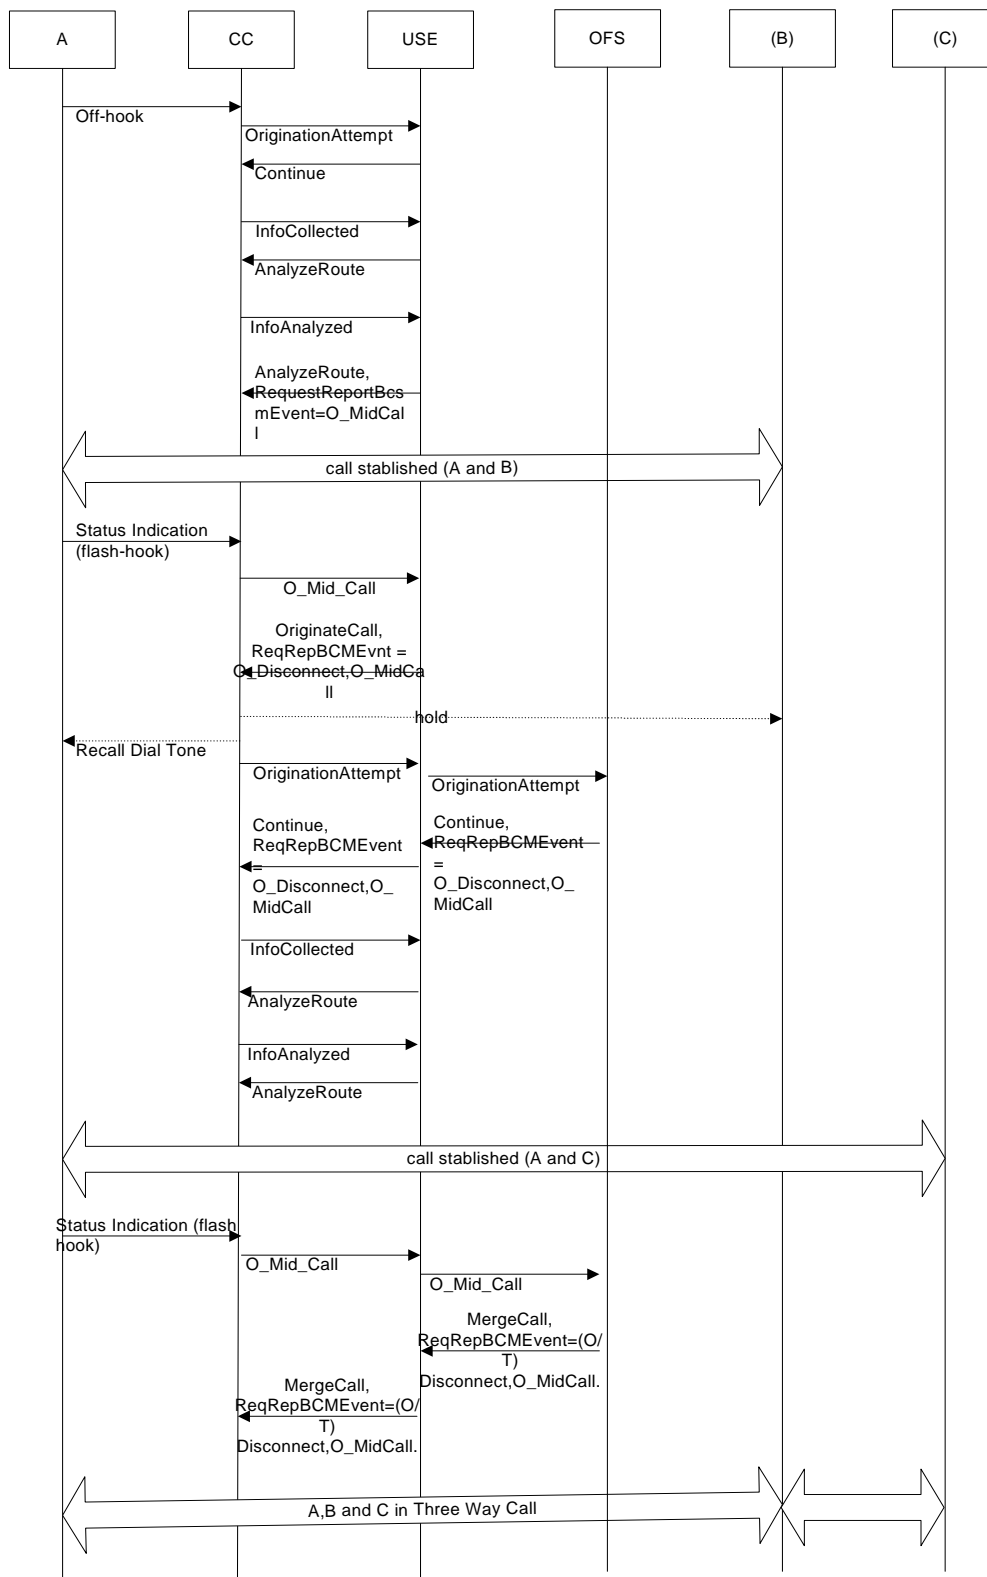 A
CC
USE
OFS
(B)
(C)
Off-hook
OriginationAttempt
Continue
InfoCollected
AnalyzeRoute
InfoAnalyzed
AnalyzeRoute,
RequestReportBcs
mEvent=O_MidCal
l
call stablished (A and B)
Status Indication
(flash-hook)
O_Mid_Call
OriginateCall,
ReqRepBCMEvnt =
O_Disconnect,O_MidCa
ll
hold
Recall Dial Tone
OriginationAttempt
OriginationAttempt
Continue,
ReqRepBCMEvent
=
O_Disconnect,O_
MidCall
Continue,
ReqRepBCMEvent
=
O_Disconnect,O_
MidCall
InfoCollected
AnalyzeRoute
InfoAnalyzed
AnalyzeRoute
call stablished (A and C)
Status Indication (flash
hook)
O_Mid_Call
O_Mid_Call
MergeCall,
ReqRepBCMEvent=(O/
T)
Disconnect,O_MidCall.
MergeCall,
ReqRepBCMEvent=(O/
T)
Disconnect,O_MidCall.
A,B and C in Three Way Call